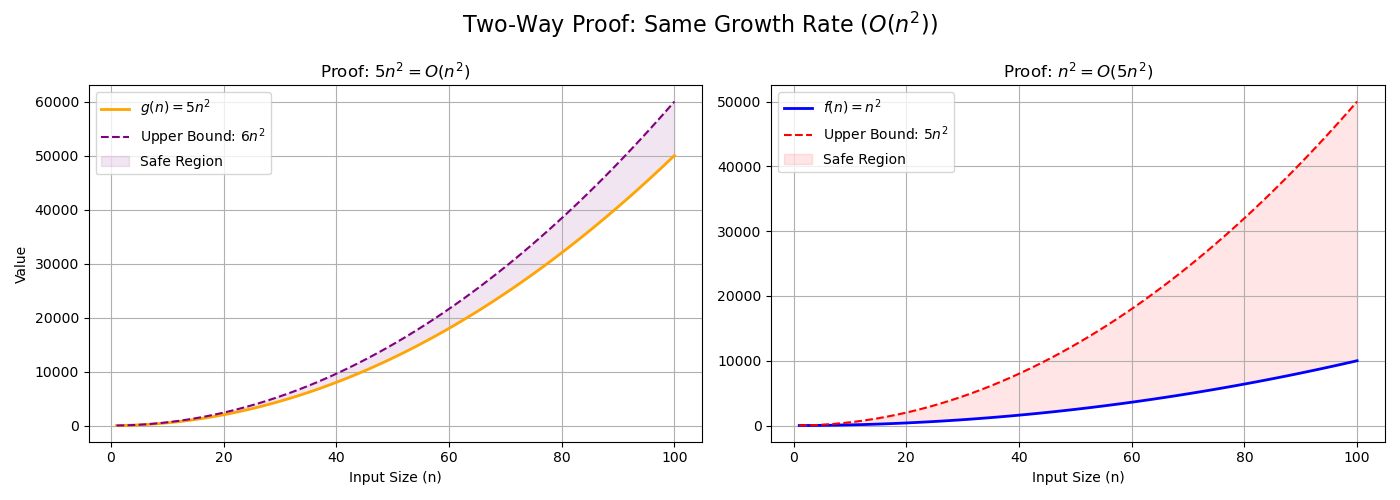 Two-Way Proof: Same Growth Rate (O(n²))
Proof: 5n² = O(n²)
g(n) = 5n²
Upper Bound: 6n²
Safe Region
60000
50000
40000
30000
20000
10000
0
Value
0 20 40 60 80 100
Input Size (n)
Proof: n² = O(5n²)
f(n) = n²
Upper Bound: 5n²
Safe Region
50000
40000
30000
20000
10000
0
0 20 40 60 80 100
Input Size (n)